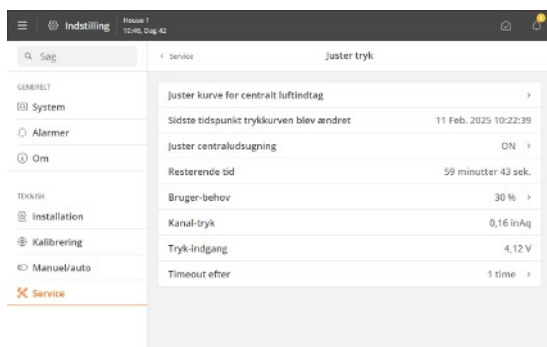 Indstilling
House 1
10:46, Dag 42
Søg
< Service
Juster tryk
GENERELT
System
Alarmer
Om
TEKNISK
Installation
Kalibrering
Manuel/auto
Service
Juster kurve for centralt luftindtag
Sidste tidspunkt trykkurven blev ændret 11 Feb. 2025 10:22:39
Juster centraludsugning ON
Resterende tid 59 minutter 43 sek.
Bruger-behov 30 %
Kanal-tryk 0,16 inAq
Tryk-indgang 4,12 V
Timeout efter 1 time